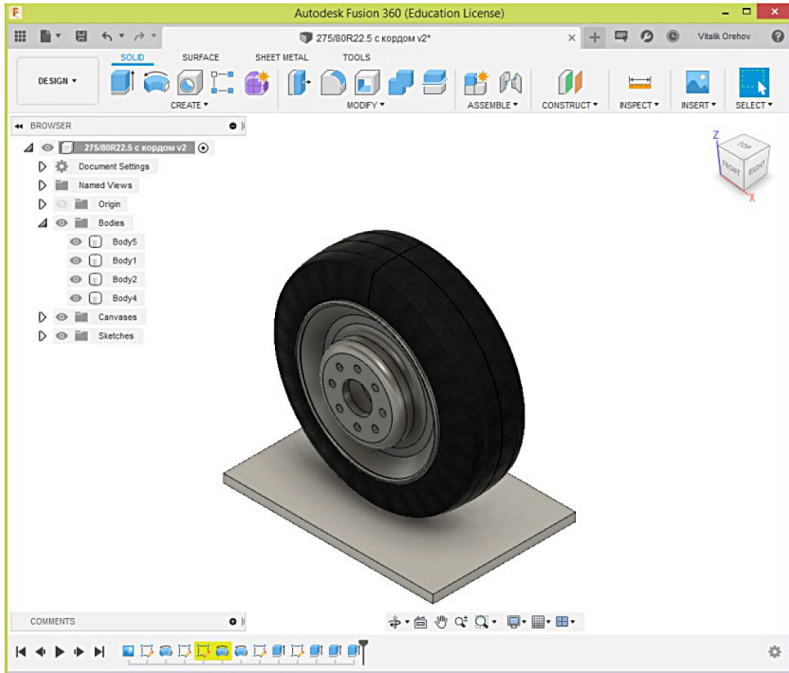 Autodesk Fusion 360 (Education License)
275/80R22.5 с кордом v2*
Vitalik Orehov
SOLID SURFACE SHEET METAL TOOLS
DESIGN
CREATE MODIFY ASSEMBLE CONSTRUCT INSPECT INSERT SELECT
BROWSER
275/80R22.5 с кордом v2
Document Settings
Named Views
Origin
Bodies
Body5
Body1
Body2
Body4
Canvases
Sketches
Z
TOP
FRONT
RIGHT
X
COMMENTS